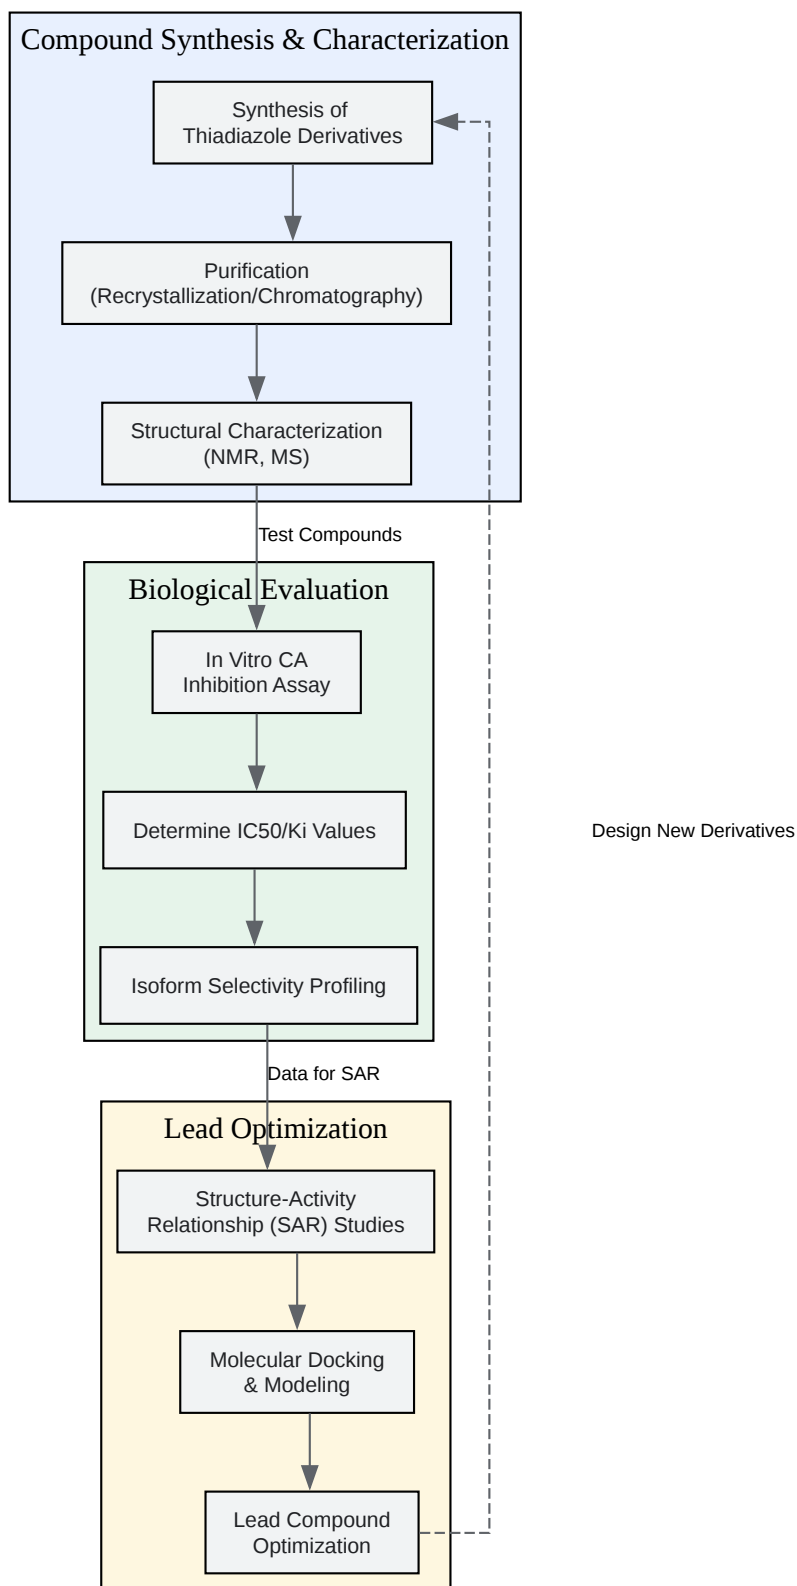 Compound Synthesis & Characterization
Synthesis of
Thiadiazole Derivatives
Purification
(Recrystallization/Chromatography)
Structural Characterization
(NMR, MS)
Test Compounds
Biological Evaluation
In Vitro CA
Inhibition Assay
Determine IC50/Ki Values
Design New Derivatives
Isoform Selectivity Profiling
Data for SAR
Lead Optimization
Structure-Activity
Relationship (SAR) Studies
Molecular Docking
& Modeling
Lead Compound
Optimization